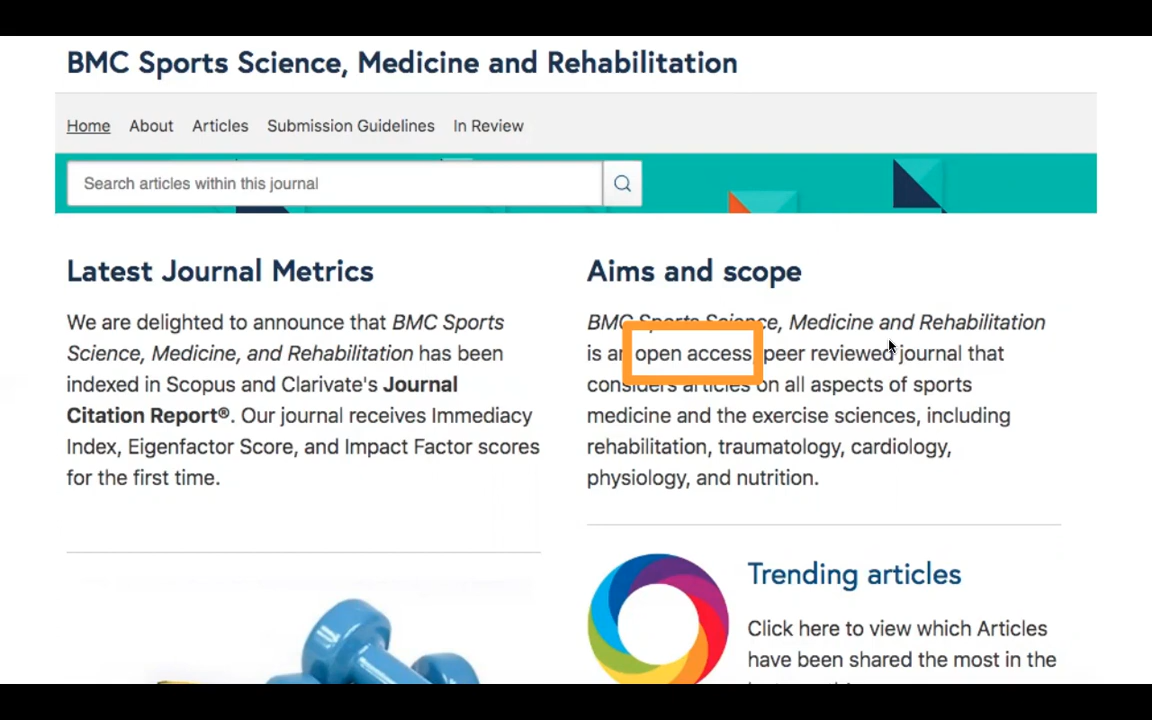 BMC Sports Science, Medicine and Rehabilitation
Home About Articles Submission Guidelines In Review
Search articles within this journal
Latest Journal Metrics
We are delighted to announce that BMC Sports
Science, Medicine, and Rehabilitation has been
indexed in Scopus and Clarivate's Journal
Citation Report®. Our journal receives Immediacy
Index, Eigenfactor Score, and Impact Factor scores
for the first time.
Aims and scope
BMC Sports Science, Medicine and Rehabilitation
is an open access, peer reviewed journal that
considers articles on all aspects of sports
medicine and the exercise sciences, including
rehabilitation, traumatology, cardiology,
physiology, and nutrition.
Trending articles
Click here to view which Articles
have been shared the most in the